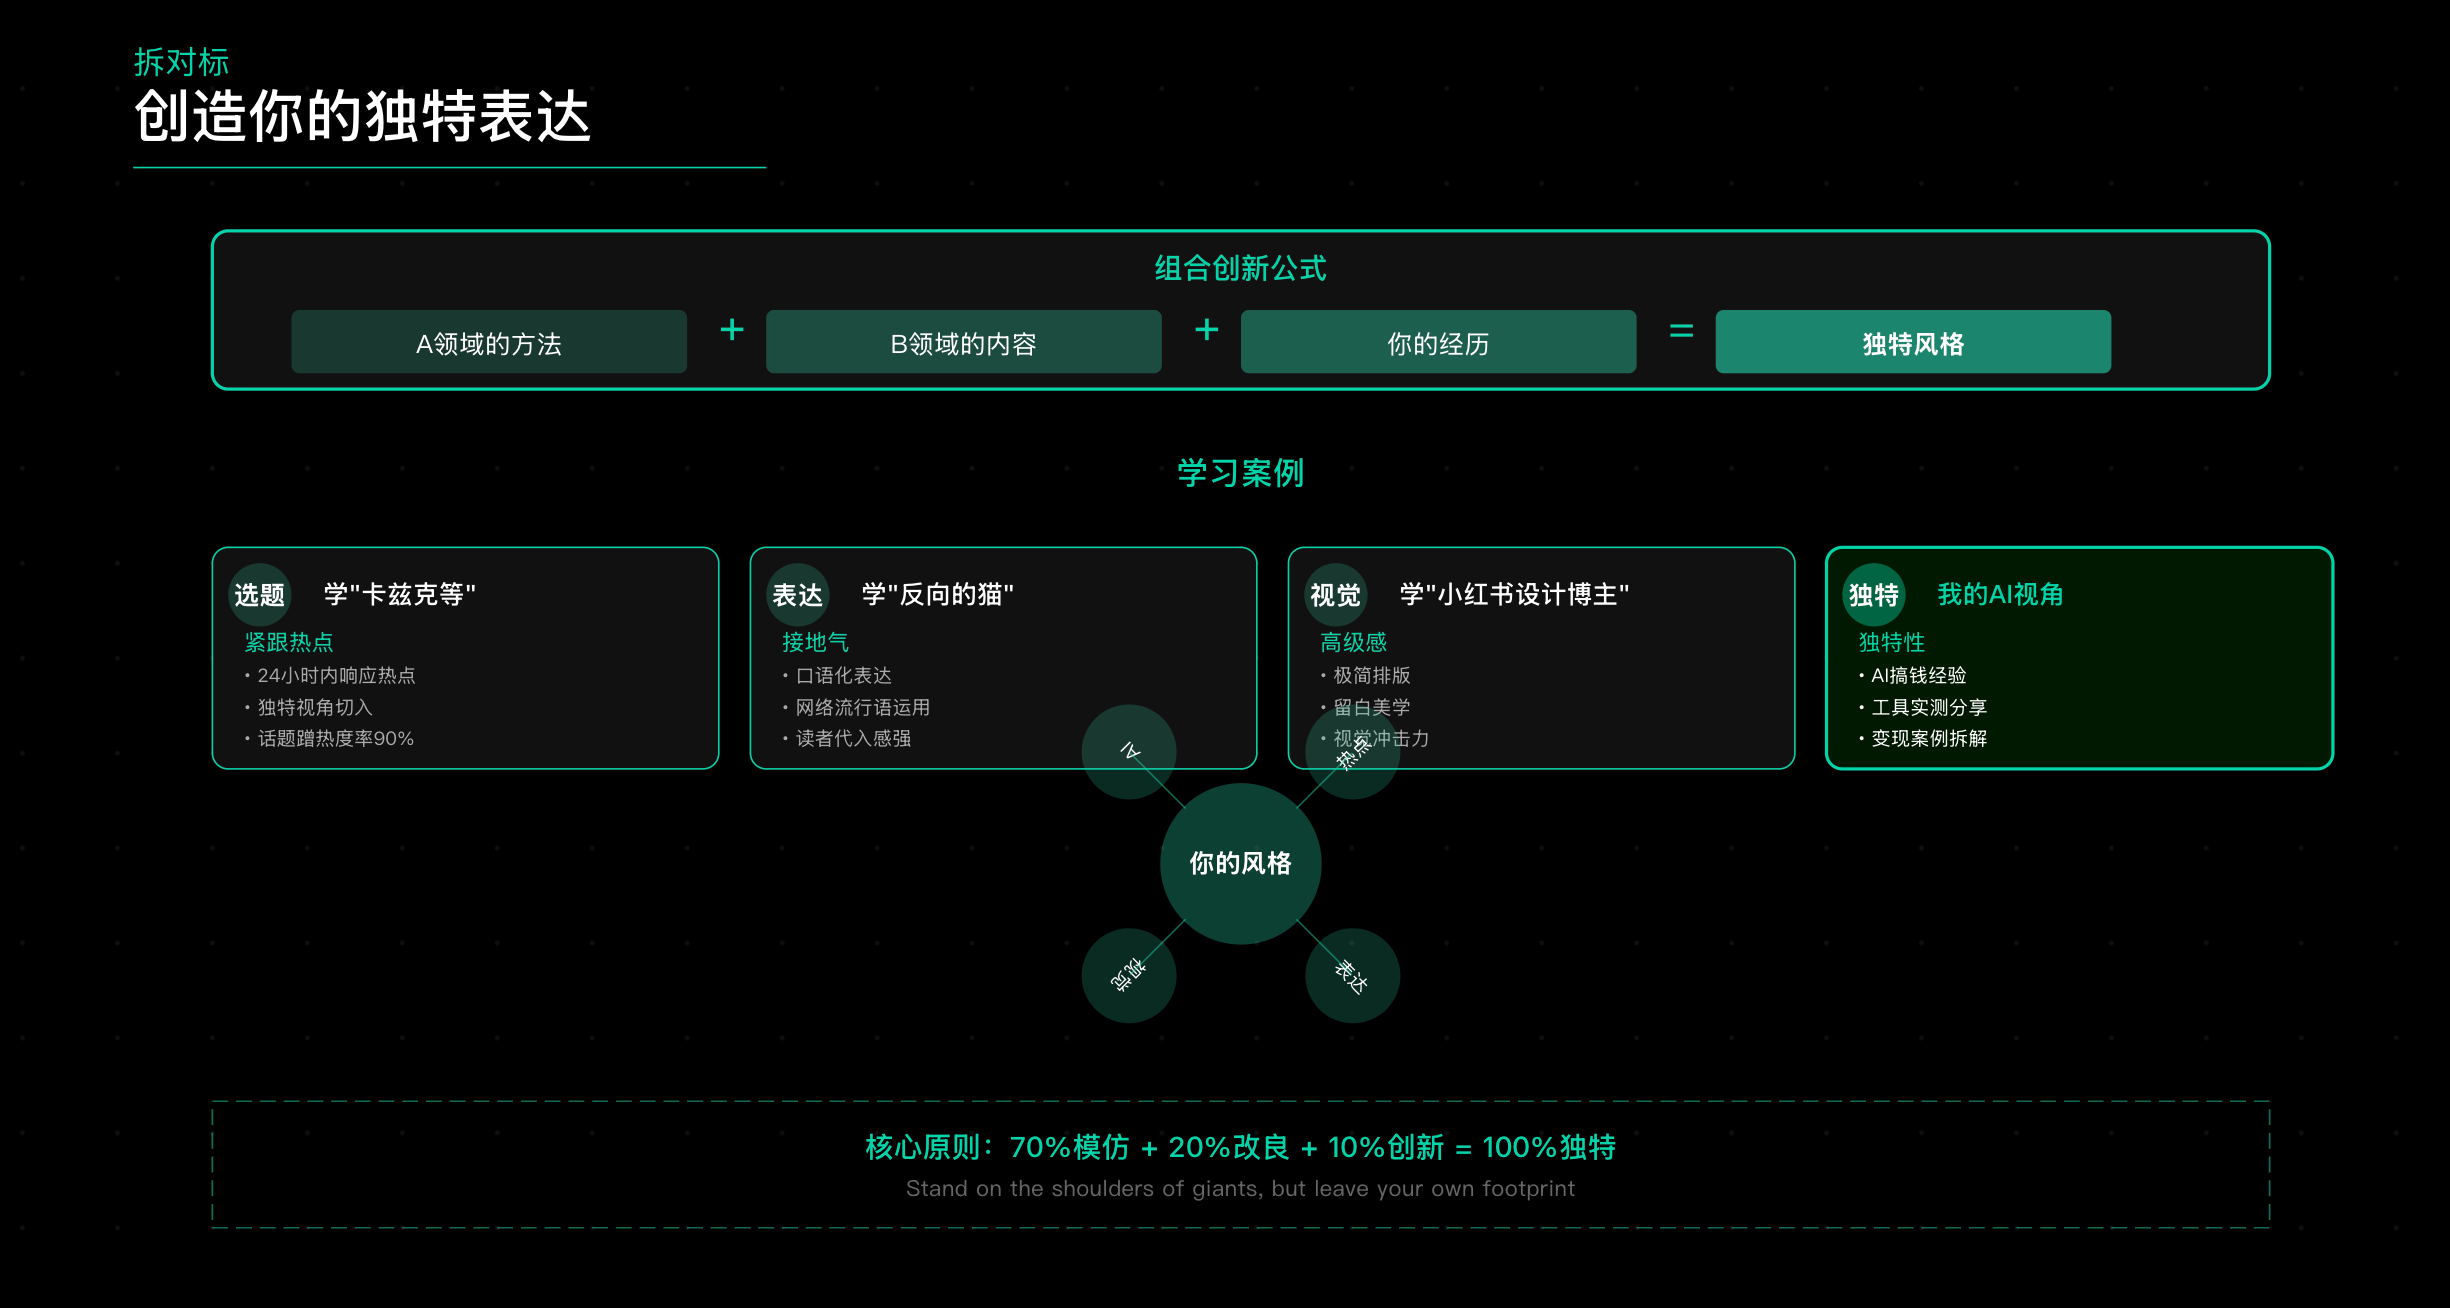 拆对标
创造你的独特表达
组合创新公式
A领域的方法 + B领域的内容 + 你的经历 = 独特风格
学习案例
选题 学"卡兹克等"
紧跟热点
• 24小时内响应热点
• 独特视角切入
• 话题蹭热度率90%
表达 学"反向的猫"
接地气
• 口语化表达
• 网络流行语运用
• 读者代入感强
视觉 学"小红书设计博主"
高级感
• 极简排版
• 留白美学
• 视觉冲击力
独特 我的AI视角
独特性
• AI搞钱经验
• 工具实测分享
• 变现案例拆解
AI
热点
你的风格
视觉
表达
核心原则：70%模仿 + 20%改良 + 10%创新 = 100%独特
Stand on the shoulders of giants, but leave your own footprint